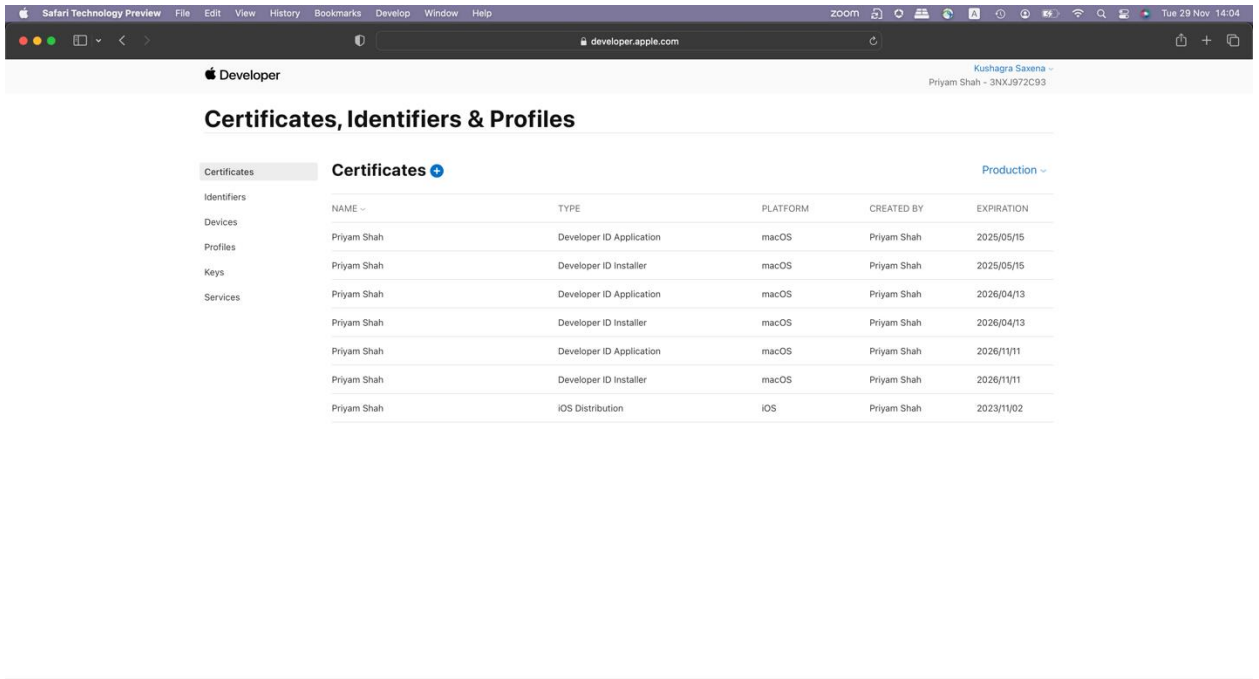 Safari Technology Preview File Edit View History Bookmarks Develop Window Help zoom A Tue 29 Nov 14:04
developer.apple.com
Developer
Kushagra Saxena
Priyam Shah - 3NXJ972C93
Certificates, Identifiers & Profiles
Certificates
Identifiers
Devices
Profiles
Keys
Services
Certificates
Production
NAME TYPE PLATFORM CREATED BY EXPIRATION
Priyam Shah Developer ID Application macOS Priyam Shah 2025/05/15
Priyam Shah Developer ID Installer macOS Priyam Shah 2025/05/15
Priyam Shah Developer ID Application macOS Priyam Shah 2026/04/13
Priyam Shah Developer ID Installer macOS Priyam Shah 2026/04/13
Priyam Shah Developer ID Application macOS Priyam Shah 2026/11/11
Priyam Shah Developer ID Installer macOS Priyam Shah 2026/11/11
Priyam Shah iOS Distribution iOS Priyam Shah 2023/11/02